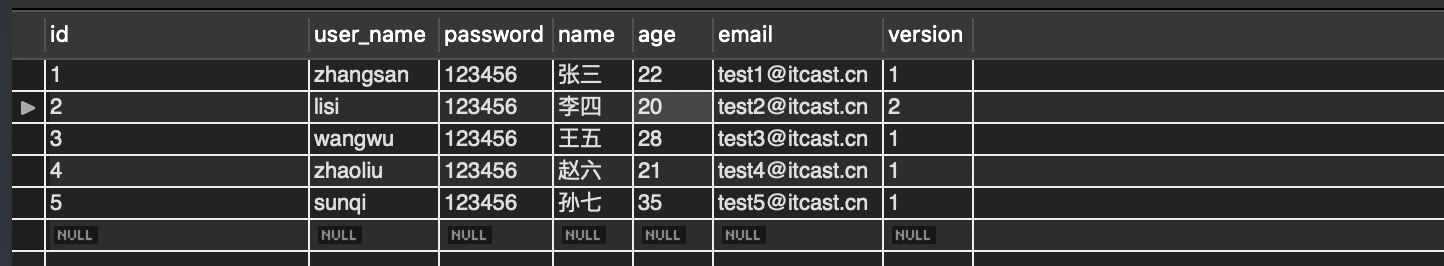 id user_name password name age email version
1 zhangsan 123456 张三 22 test1@itcast.cn 1
2 lisi 123456 李四 20 test2@itcast.cn 2
3 wangwu 123456 王五 28 test3@itcast.cn 1
4 zhaoliu 123456 赵六 21 test4@itcast.cn 1
5 sunqi 123456 孙七 35 test5@itcast.cn 1
NULL NULL NULL NULL NULL NULL NULL